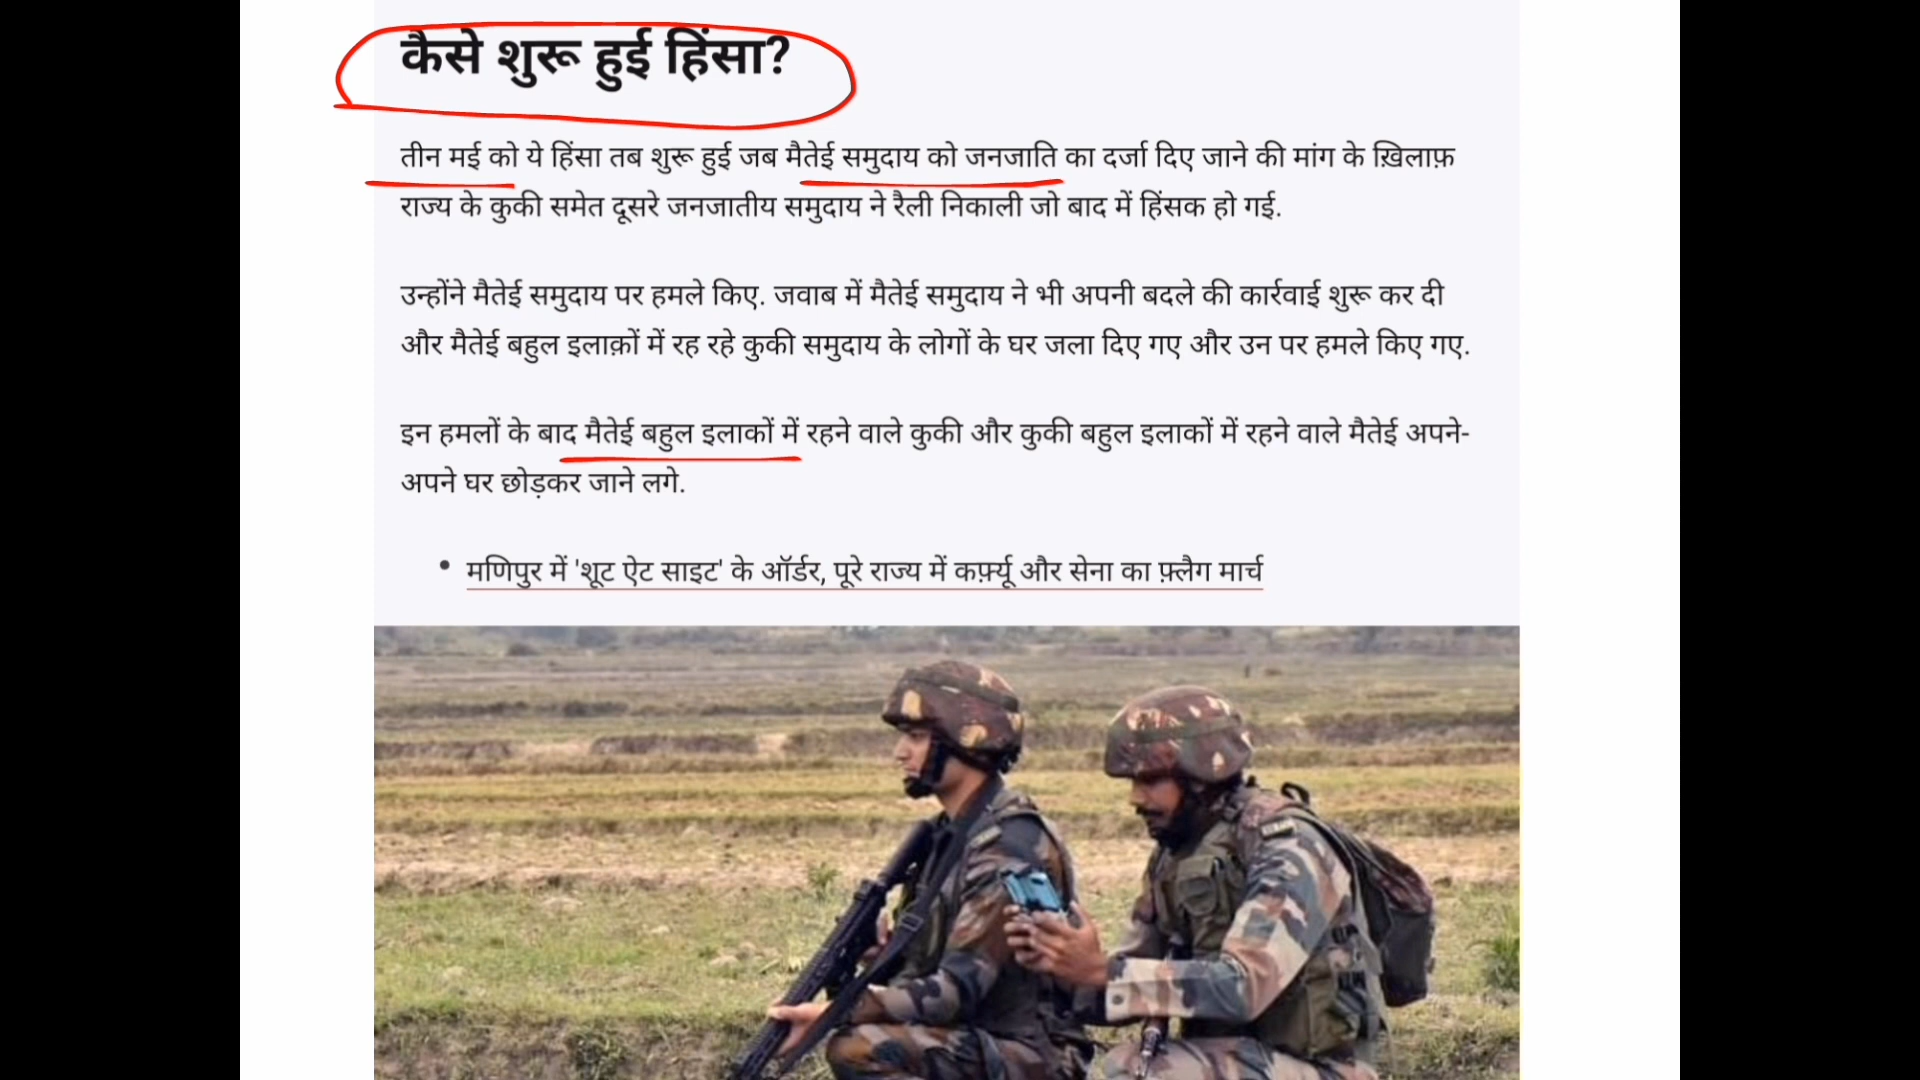 कैसे शुरू हुई हिंसा?
तीन मई को ये हिंसा तब शुरू हुई जब मैतेई समुदाय को जनजाति का दर्जा दिए जाने की मांग के ख़िलाफ़
राज्य के कुकी समेत दूसरे जनजातीय समुदाय ने रैली निकाली जो बाद में हिंसक हो गई.
उन्होंने मैतेई समुदाय पर हमले किए. जवाब में मैतेई समुदाय ने भी अपनी बदले की कार्रवाई शुरू कर दी
और मैतेई बहुल इलाक़ों में रह रहे कुकी समुदाय के लोगों के घर जला दिए गए और उन पर हमले किए गए.
इन हमलों के बाद मैतेई बहुल इलाकों में रहने वाले कुकी और कुकी बहुल इलाकों में रहने वाले मैतेई अपने-
अपने घर छोड़कर जाने लगे.
• मणिपुर में 'शूट ऐट साइट' के ऑर्डर, पूरे राज्य में कर्फ़्यू और सेना का फ़्लैग मार्च